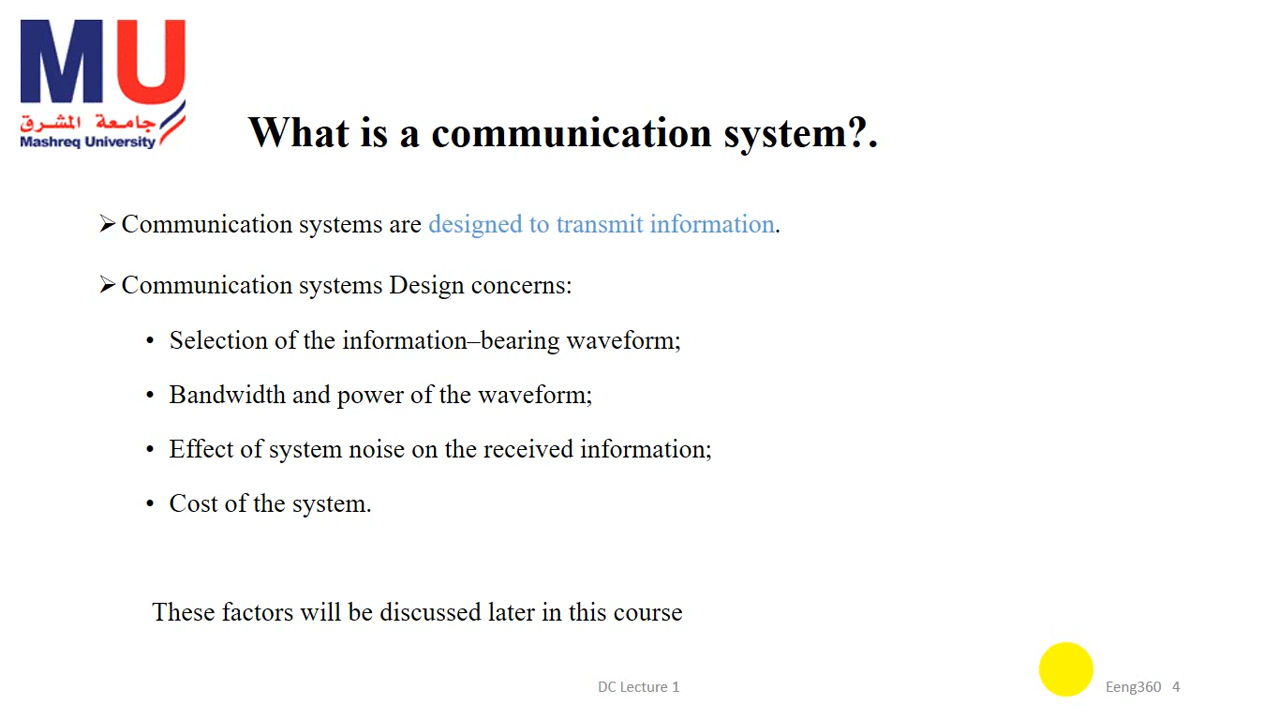 MU
جامعة المشرق
Mashreq University
What is a communication system?.
➢ Communication systems are designed to transmit information.
➢ Communication systems Design concerns:
• Selection of the information–bearing waveform;
• Bandwidth and power of the waveform;
• Effect of system noise on the received information;
• Cost of the system.
These factors will be discussed later in this course
DC Lecture 1
Eeng360 4